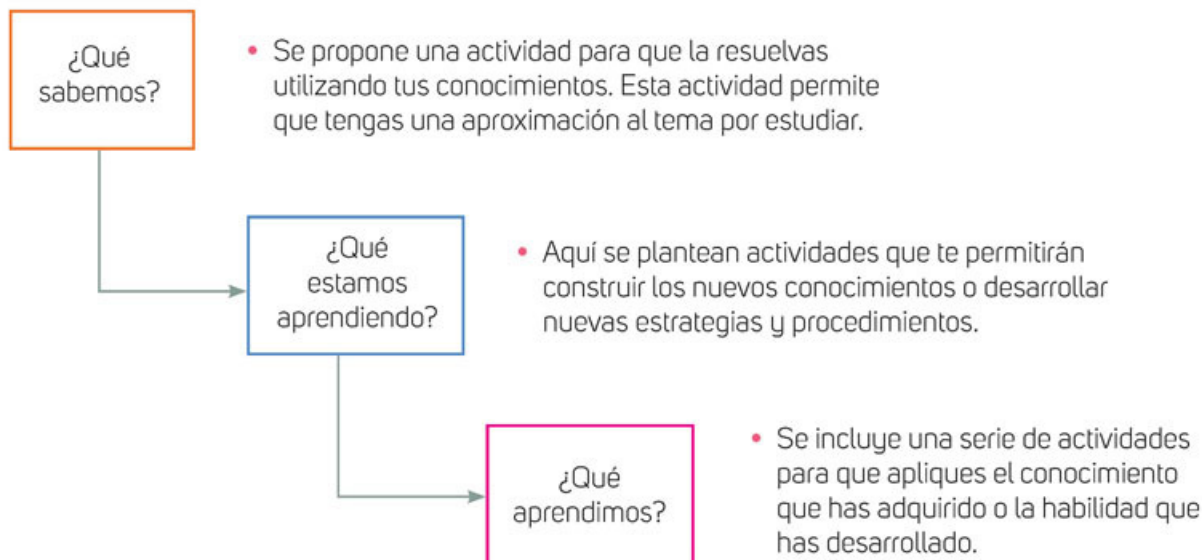 ¿Qué
sabemos?
• Se propone una actividad para que la resuelvas
utilizando tus conocimientos. Esta actividad permite
que tengas una aproximación al tema por estudiar.
¿Qué
estamos
aprendiendo?
• Aquí se plantean actividades que te permitirán
construir los nuevos conocimientos o desarrollar
nuevas estrategias y procedimientos.
¿Qué
aprendimos?
• Se incluye una serie de actividades
para que apliques el conocimiento
que has adquirido o la habilidad que
has desarrollado.